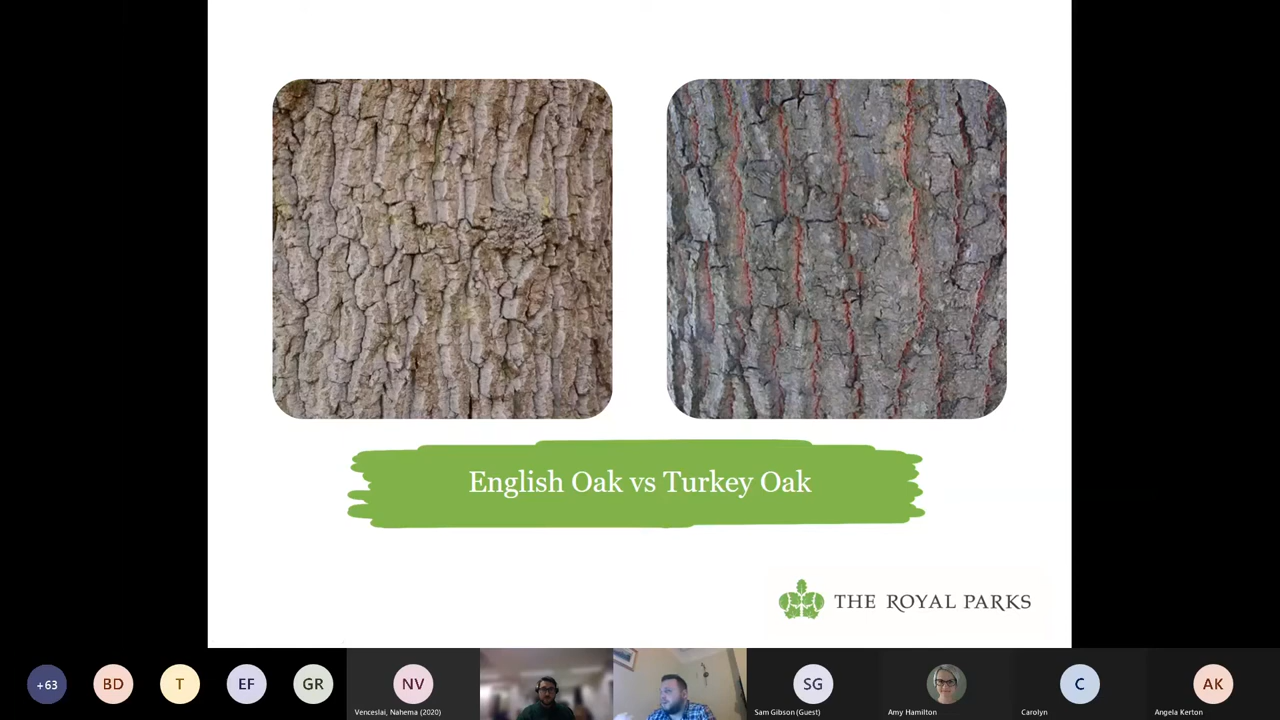 English Oak vs Turkey Oak
THE ROYAL PARKS
+63
BD
T
EF
GR
NV
Venceslai, Nahema (2020)
SG
Sam Gibson (Guest)
Amy Hamilton
C
Carolyn
AK
Angela Kerton